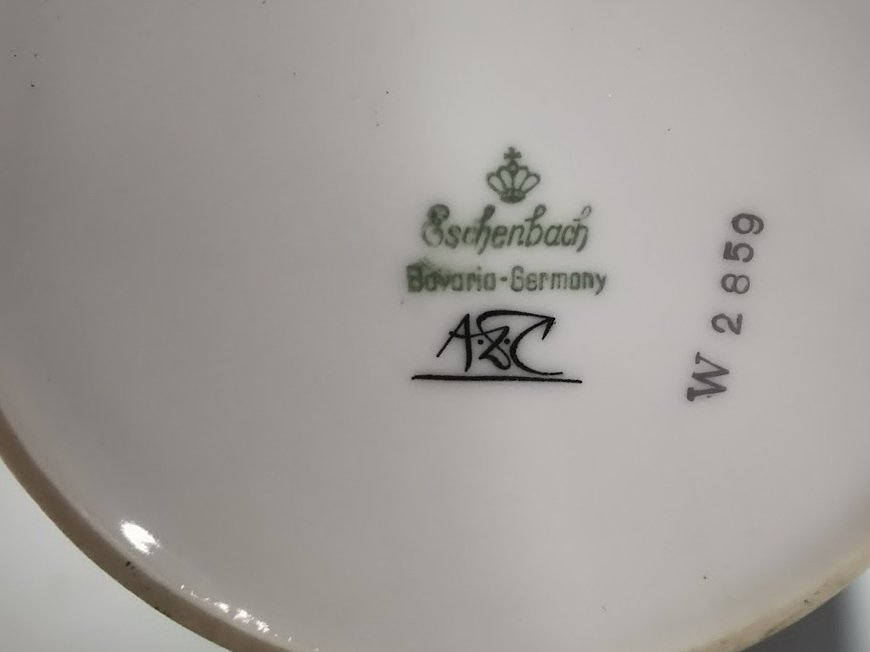 Eschenbach
Bavaria-Germany
A.Z.C
W 2859